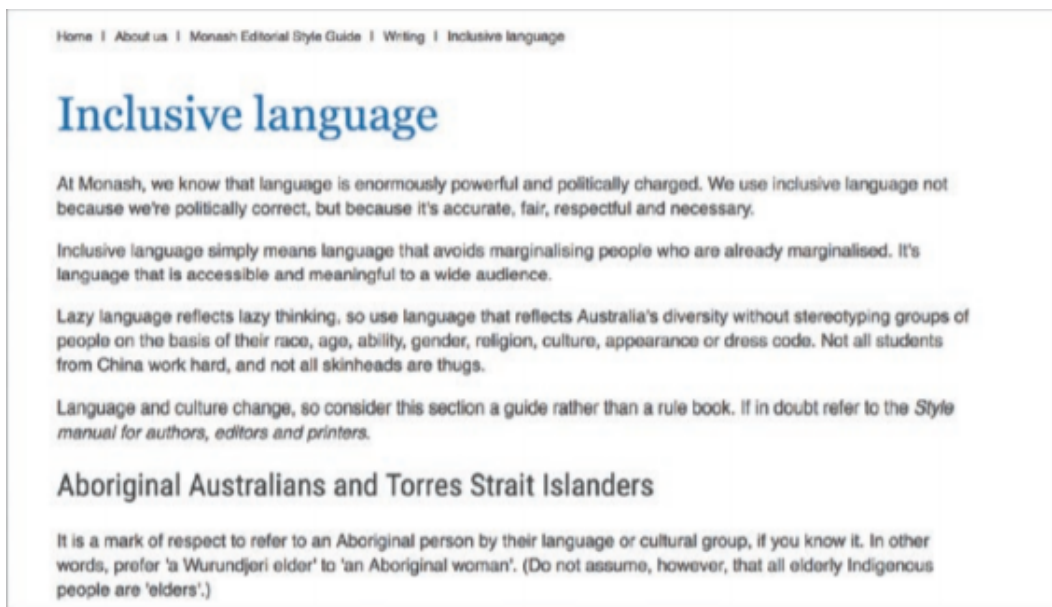 Home | About us | Monash Editorial Style Guide | Writing | Inclusive language
Inclusive language
At Monash, we know that language is enormously powerful and politically charged. We use inclusive language not
because we're politically correct, but because it's accurate, fair, respectful and necessary.
Inclusive language simply means language that avoids marginalising people who are already marginalised. It's
language that is accessible and meaningful to a wide audience.
Lazy language reflects lazy thinking, so use language that reflects Australia's diversity without stereotyping groups of
people on the basis of their race, age, ability, gender, religion, culture, appearance or dress code. Not all students
from China work hard, and not all skinheads are thugs.
Language and culture change, so consider this section a guide rather than a rule book. If in doubt refer to the Style
manual for authors, editors and printers.
Aboriginal Australians and Torres Strait Islanders
It is a mark of respect to refer to an Aboriginal person by their language or cultural group, if you know it. In other
words, prefer 'a Wurundjeri elder' to 'an Aboriginal woman'. (Do not assume, however, that all elderly Indigenous
people are 'elders'.)